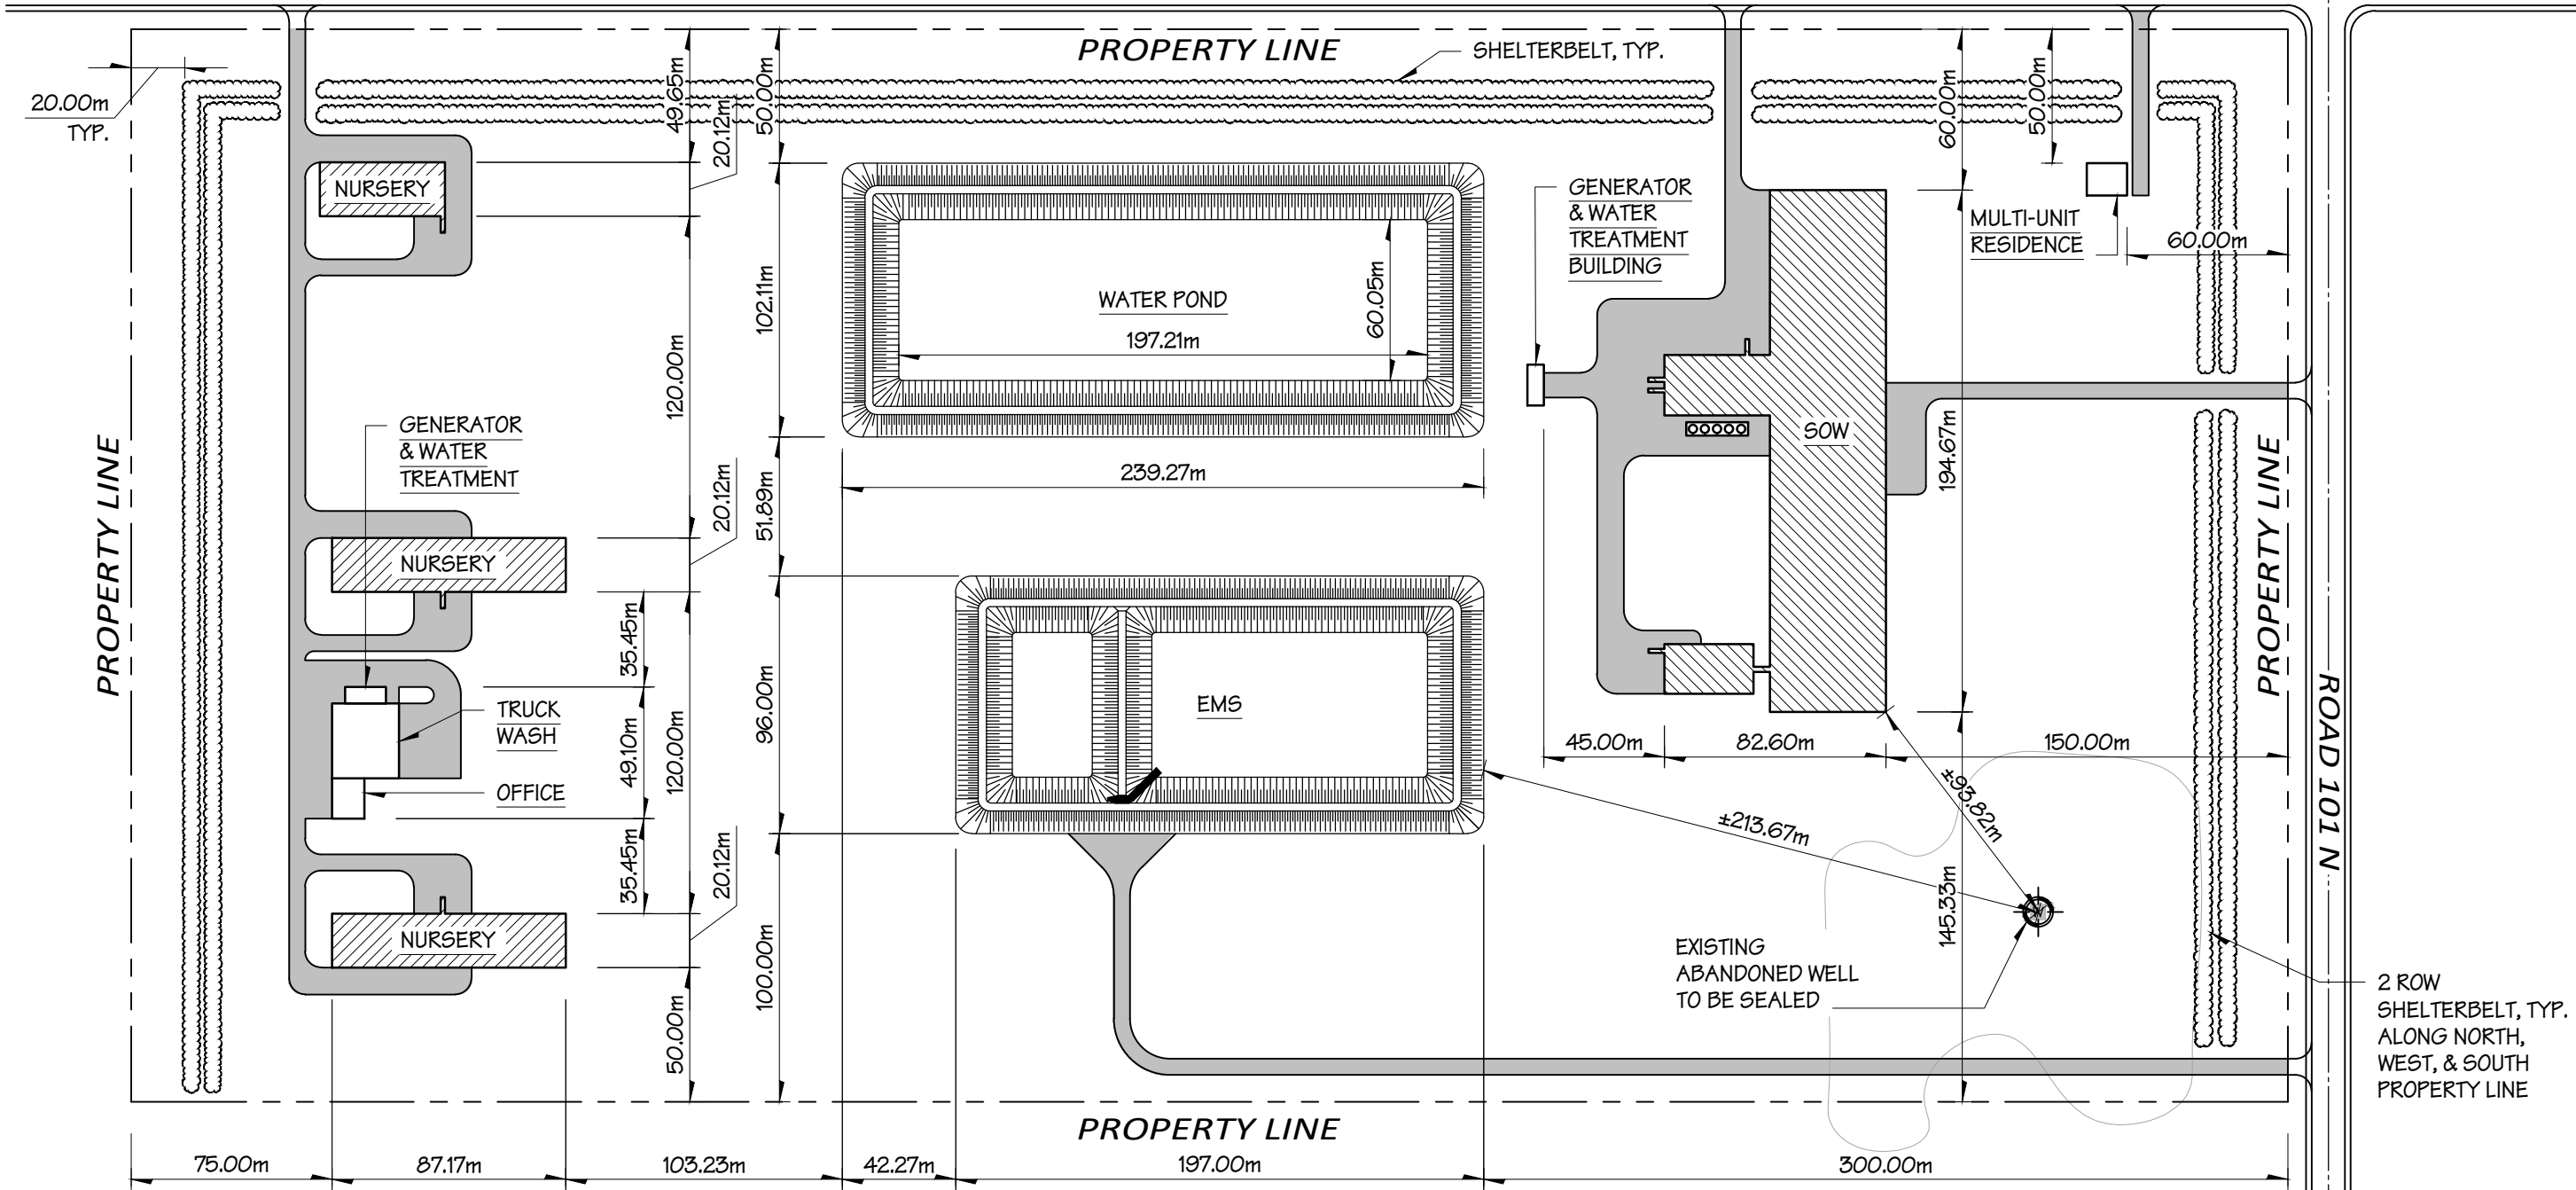 PROPERTY LINE
SHELTERBELT, TYP.
20.00m
TYP.
49.65m
50.00m
20.12m
60.00m
50.00m
NURSERY
GENERATOR
& WATER
TREATMENT
BUILDING
MULTI-UNIT
RESIDENCE
60.00m
WATER POND
197.21m
60.05m
102.11m
120.00m
GENERATOR
& WATER
TREATMENT
SOW
194.67m
PROPERTY LINE
PROPERTY LINE
239.27m
20.12m
51.89m
NURSERY
35.45m
TRUCK
WASH
49.10m
120.00m
96.00m
EMS
OFFICE
45.00m
82.60m
150.00m
ROAD 101 N
±93.82m
±213.67m
35.45m
20.12m
145.33m
NURSERY
EXISTING
ABANDONED WELL
TO BE SEALED
50.00m
100.00m
2 ROW
SHELTERBELT, TYP.
ALONG NORTH,
WEST, & SOUTH
PROPERTY LINE
PROPERTY LINE
75.00m
87.17m
103.23m
42.27m
197.00m
300.00m